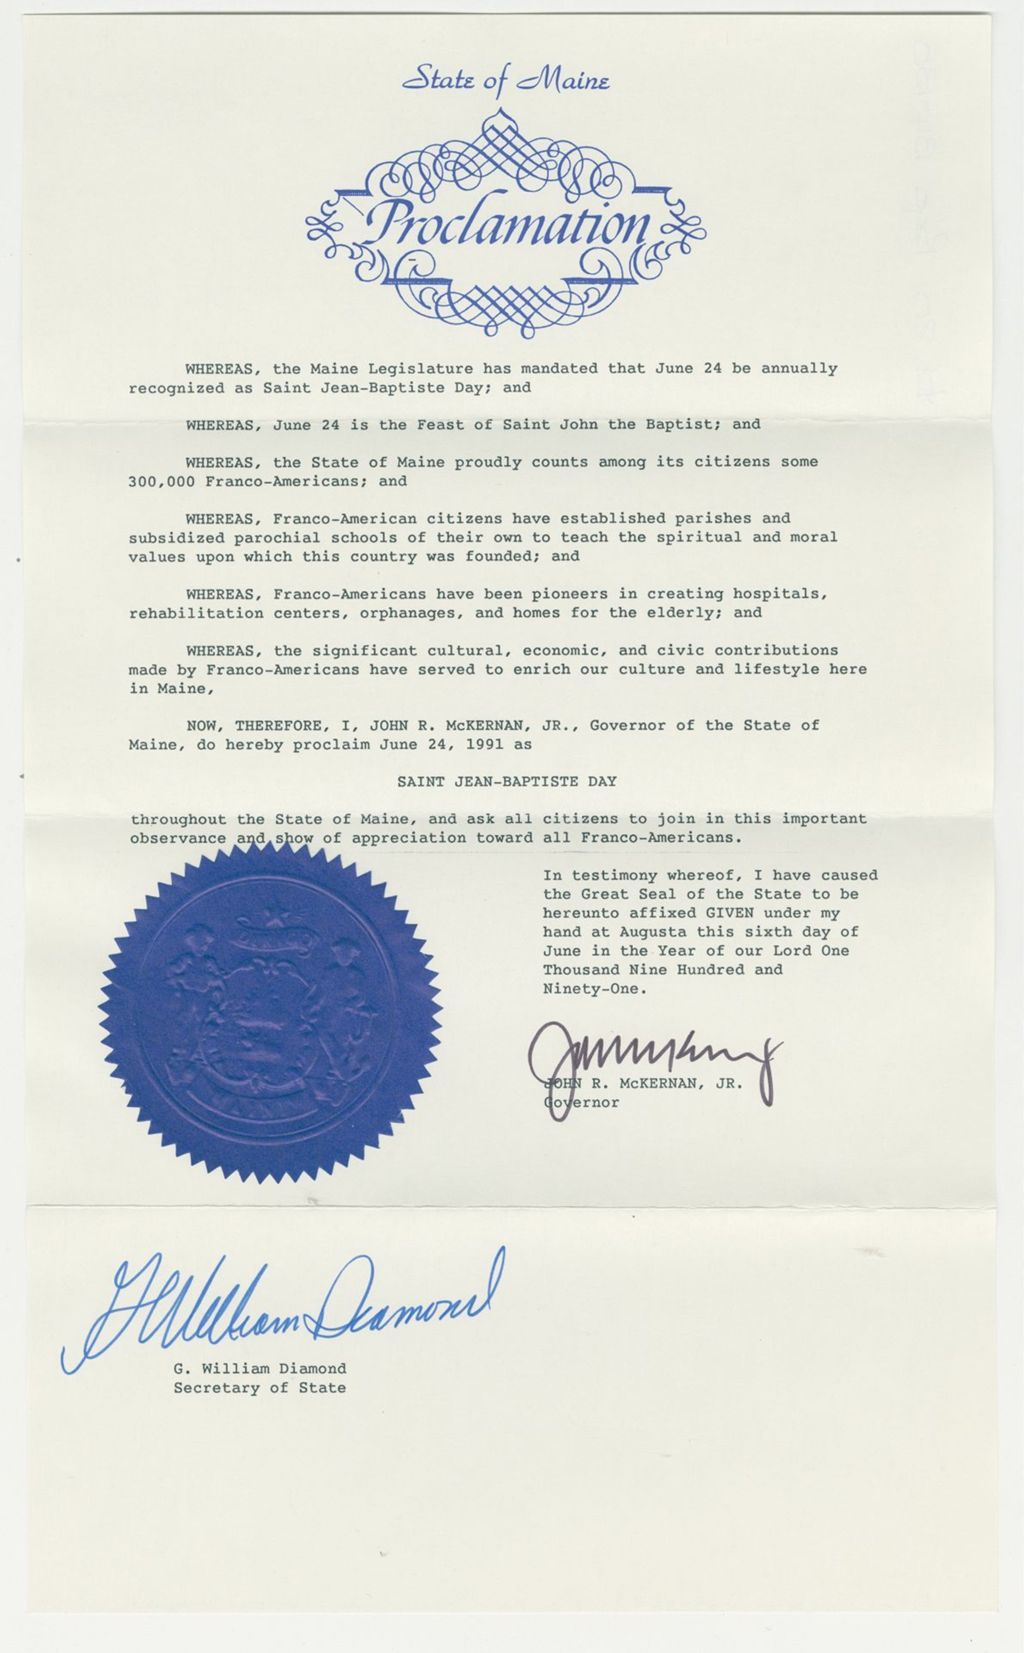 State of Maine
Proclamation
WHEREAS, the Maine Legislature has mandated that June 24 be annually
recognized as Saint Jean-Baptiste Day; and
WHEREAS, June 24 is the Feast of Saint John the Baptist; and
WHEREAS, the State of Maine proudly counts among its citizens some
300,000 Franco-Americans; and
WHEREAS, Franco-American citizens have established parishes and
subsidized parochial schools of their own to teach the spiritual and moral
values upon which this country was founded; and
WHEREAS, Franco-Americans have been pioneers in creating hospitals,
rehabilitation centers, orphanages, and homes for the elderly; and
WHEREAS, the significant cultural, economic, and civic contributions
made by Franco-Americans have served to enrich our culture and lifestyle here
in Maine,
NOW, THEREFORE, I, JOHN R. McKERNAN, JR., Governor of the State of
Maine, do hereby proclaim June 24, 1991 as
SAINT JEAN-BAPTISTE DAY
throughout the State of Maine, and ask all citizens to join in this important
observance and show of appreciation toward all Franco-Americans.
In testimony whereof, I have caused
the Great Seal of the State to be
hereunto affixed GIVEN under my
hand at Augusta this sixth day of
June in the Year of our Lord One
Thousand Nine Hundred and
Ninety-One.
JOHN R. McKERNAN, JR.
Governor
MAINE
G William Diamond
G. William Diamond
Secretary of State